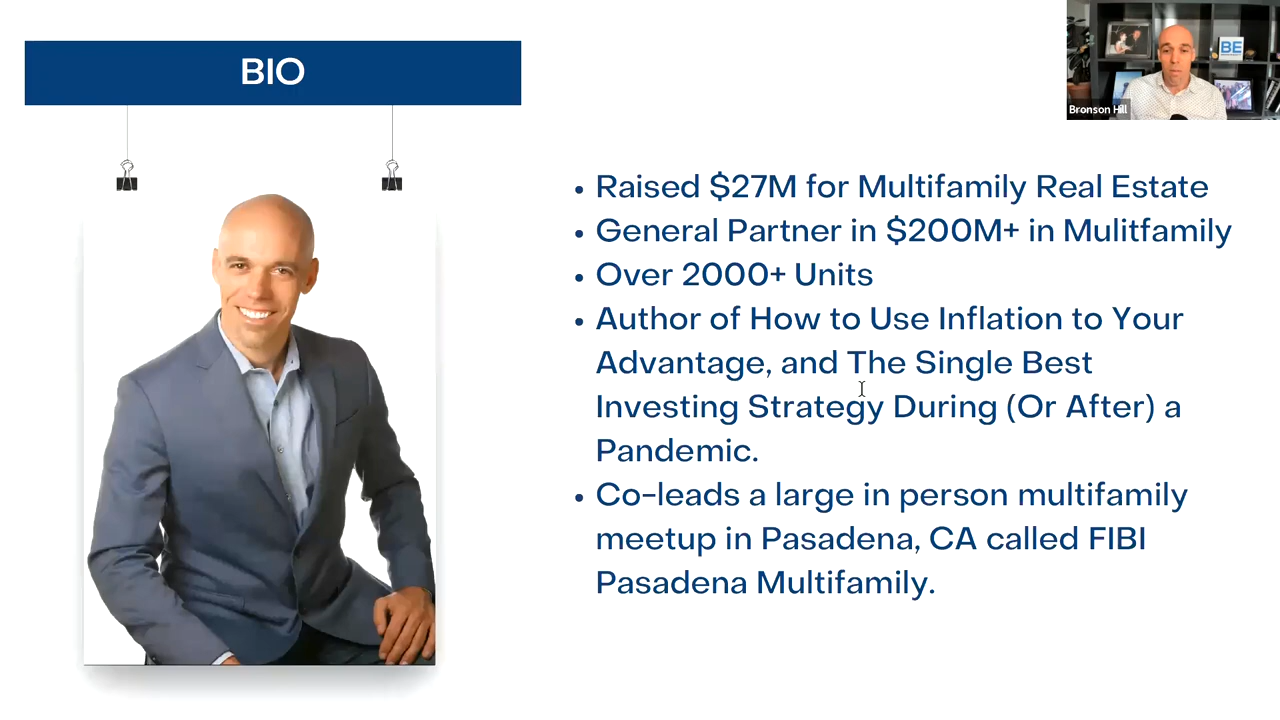 BIO
BE
Bronson Hill
• Raised $27M for Multifamily Real Estate
• General Partner in $200M+ in Mulitfamily
• Over 2000+ Units
• Author of How to Use Inflation to Your
Advantage, and The Single Best
Investing Strategy During (Or After) a
Pandemic.
• Co-leads a large in person multifamily
meetup in Pasadena, CA called FIBI
Pasadena Multifamily.